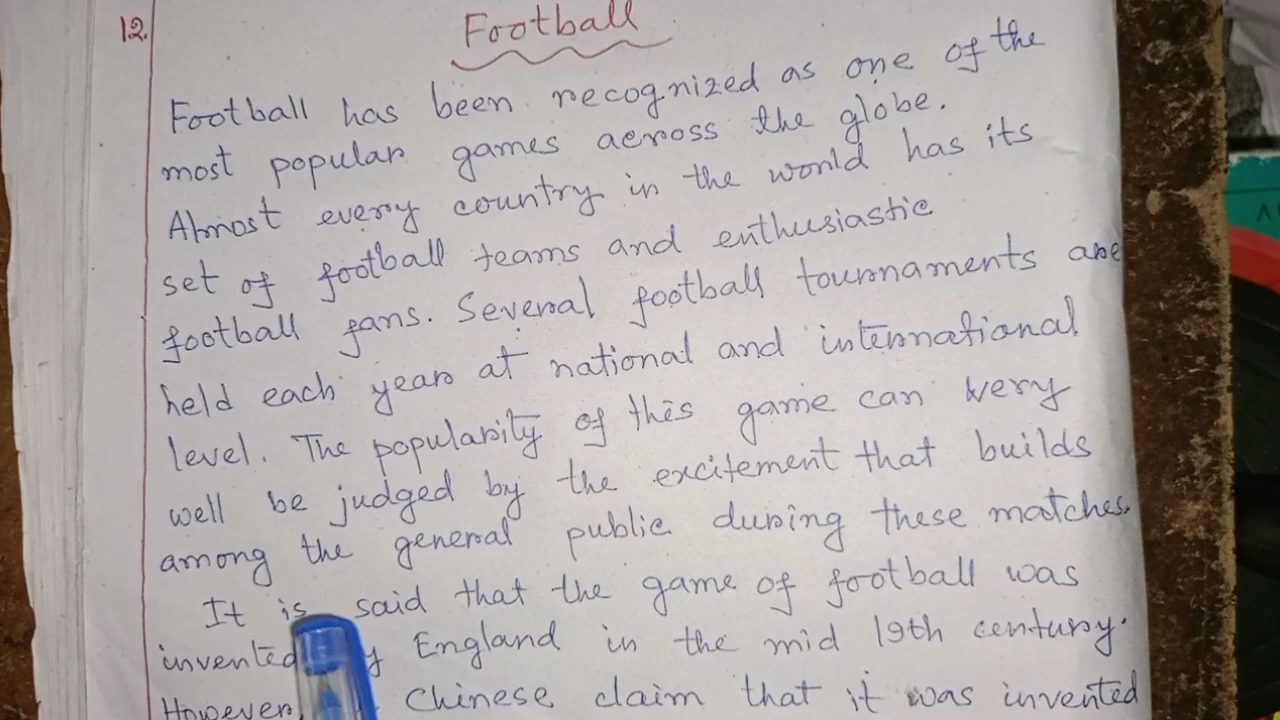 12.
Football
Football has been recognized as one of the
most popular games across the globe.
Almost every country in the world has its
set of football teams and enthusiastic
football fans. Several football tournaments are
held each year at national and international
level. The popularity of this game can very
well be judged by the excitement that builds
among the general public during these matches.
It is said that the game of football was
invented England in the mid 19th century.
However, Chinese claim that it was invented